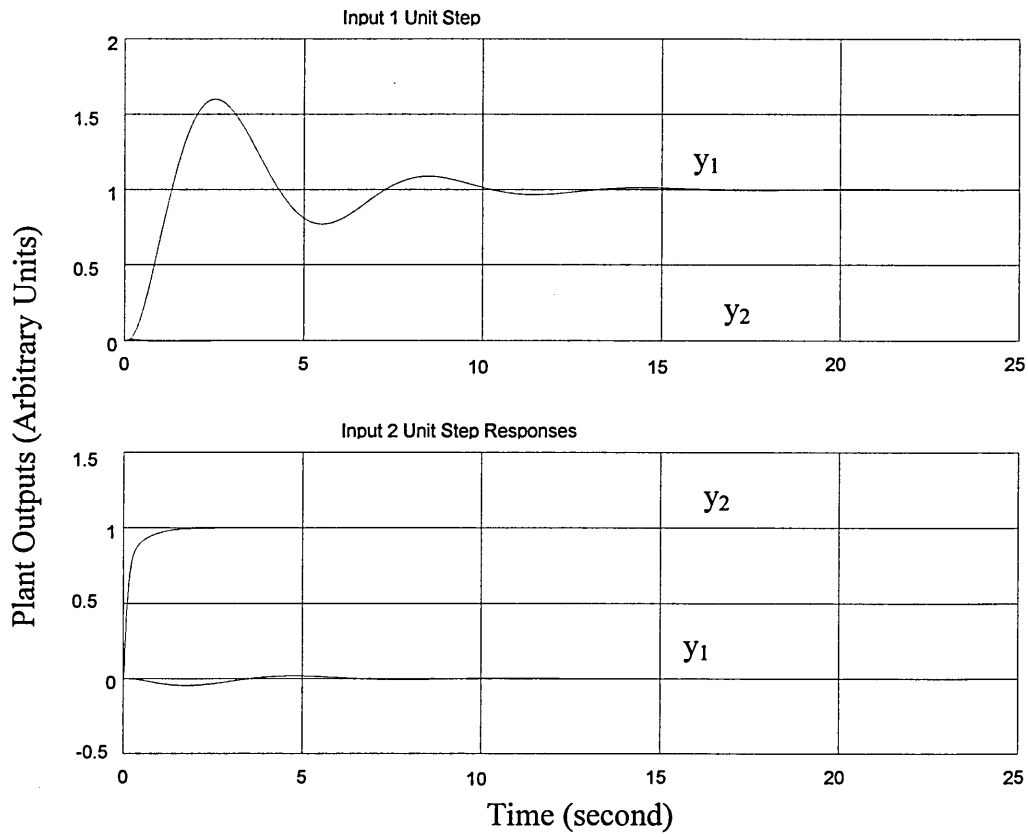 Input 1 Unit Step
2
1.5
1
0.5
0
y₁
y₂
0 5 10 15 20 25
Plant Outputs (Arbitrary Units)
Input 2 Unit Step Responses
1.5
1
0.5
0
-0.5
y₂
y₁
0 5 10 15 20 25
Time (second)